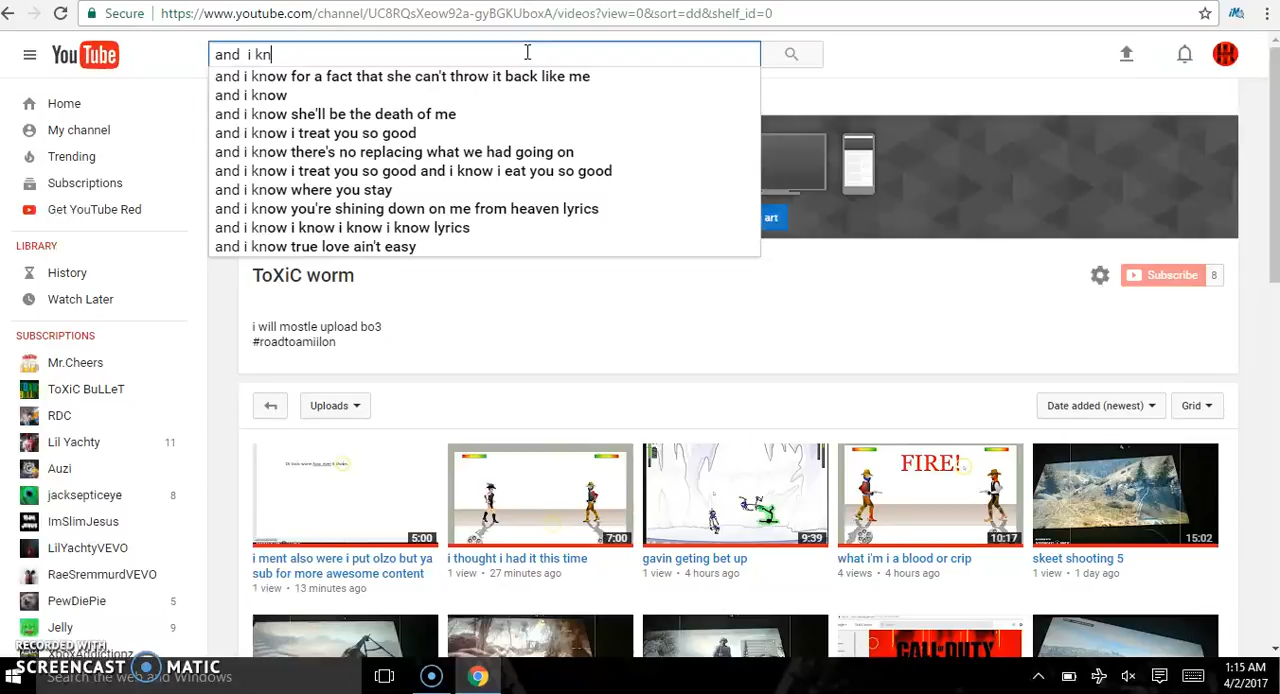 Secure | https://www.youtube.com/channel/UC8RQsXeow92a-gyBGKUboxA/videos?view=0&sort=dd&shelf_id=0
YouTube
and  i kn
and i know for a fact that she can't throw it back like me
and i know
and i know she'll be the death of me
and i know i treat you so good
and i know there's no replacing what we had going on
and i know i treat you so good and i know i eat you so good
and i know where you stay
and i know you're shining down on me from heaven lyrics
and i know i know i know i know lyrics
and i know true love ain't easy
Home
My channel
Trending
Subscriptions
Get YouTube Red
LIBRARY
History
Watch Later
SUBSCRIPTIONS
Mr.Cheers
ToXiC BuLLeT
RDC
Lil Yachty 11
Auzi
jacksepticeye 8
ImSlimJesus
LilYachtyVEVO
RaeSremmurdVEVO
PewDiePie 5
Jelly 9
art
ToXiC worm
Subscribe 8
i will mostle upload bo3
#roadtoamiilon
Uploads
Date added (newest)
Grid
5:00
i ment also were i put olzo but ya
sub for more awesome content
1 view • 13 minutes ago
7:00
i thought i had it this time
1 view • 27 minutes ago
9:39
gavin geting bet up
1 view • 4 hours ago
FIRE!
10:17
what i'm i a blood or crip
4 views • 4 hours ago
15:02
skeet shooting 5
1 view • 1 day ago
CALL OF DUTY
RECORDED WITH
SCREENCAST MATIC
Search the web and Windows
1:15 AM
4/2/2017